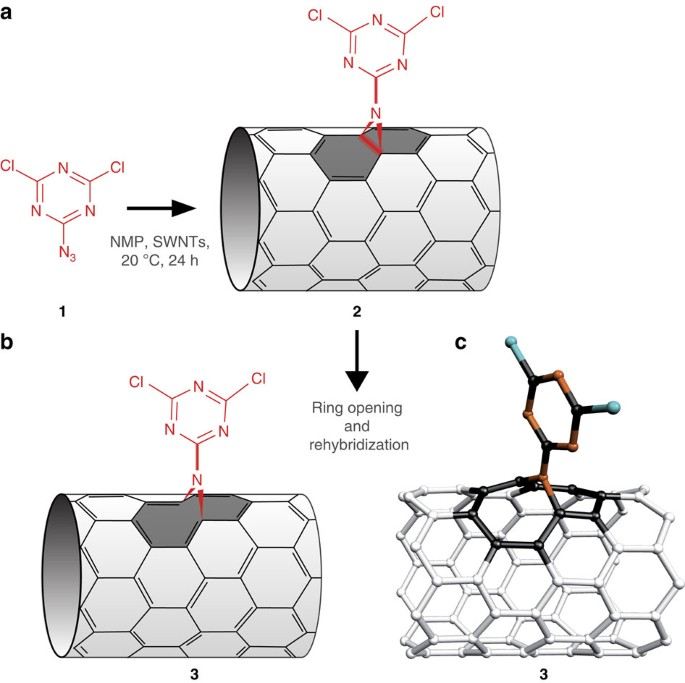 a
Cl
N
Cl
N
N
N
Cl
N
Cl
N
N
N₃
NMP, SWNTs,
20 °C, 24 h
1
2
b
c
Cl
N
Cl
N
N
N
Ring opening
and
rehybridization
3
3